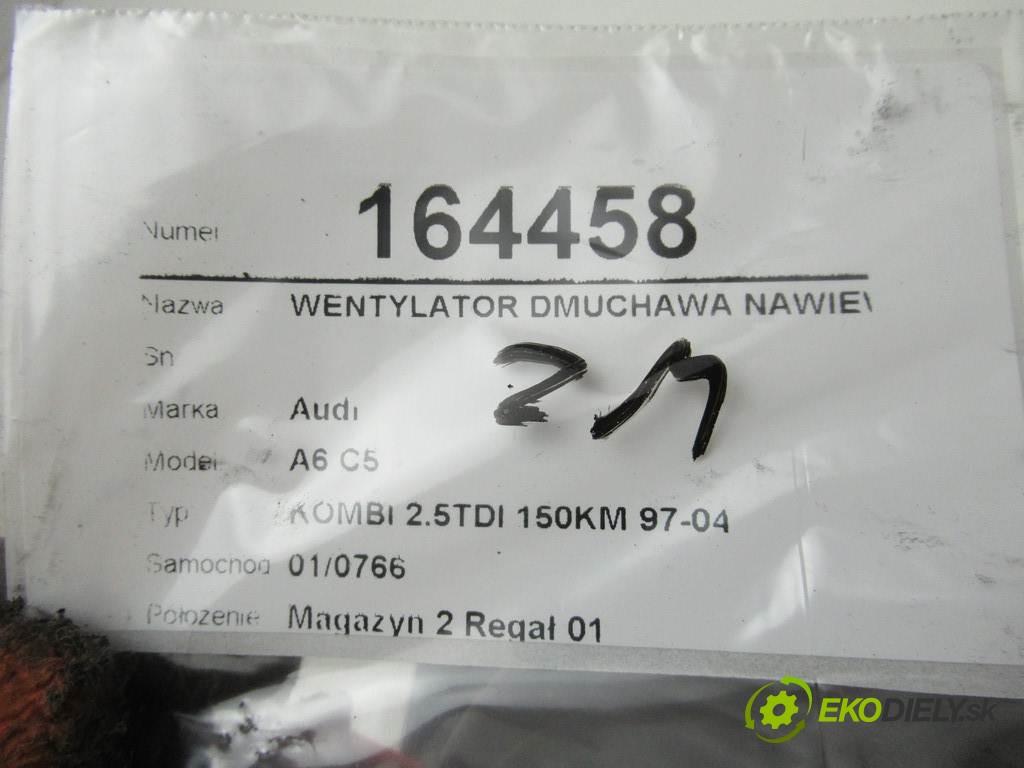 Numer 164458
Nazwa WENTYLATOR DMUCHAWA NAWIEW
Sn
2M
Marka Audi
Model A6 C5
Typ KOMBI 2.5TDI 150KM 97-04
Samochod 01/0766
Położenie Magazyn 2 Regał 01
EKODIELY.sk